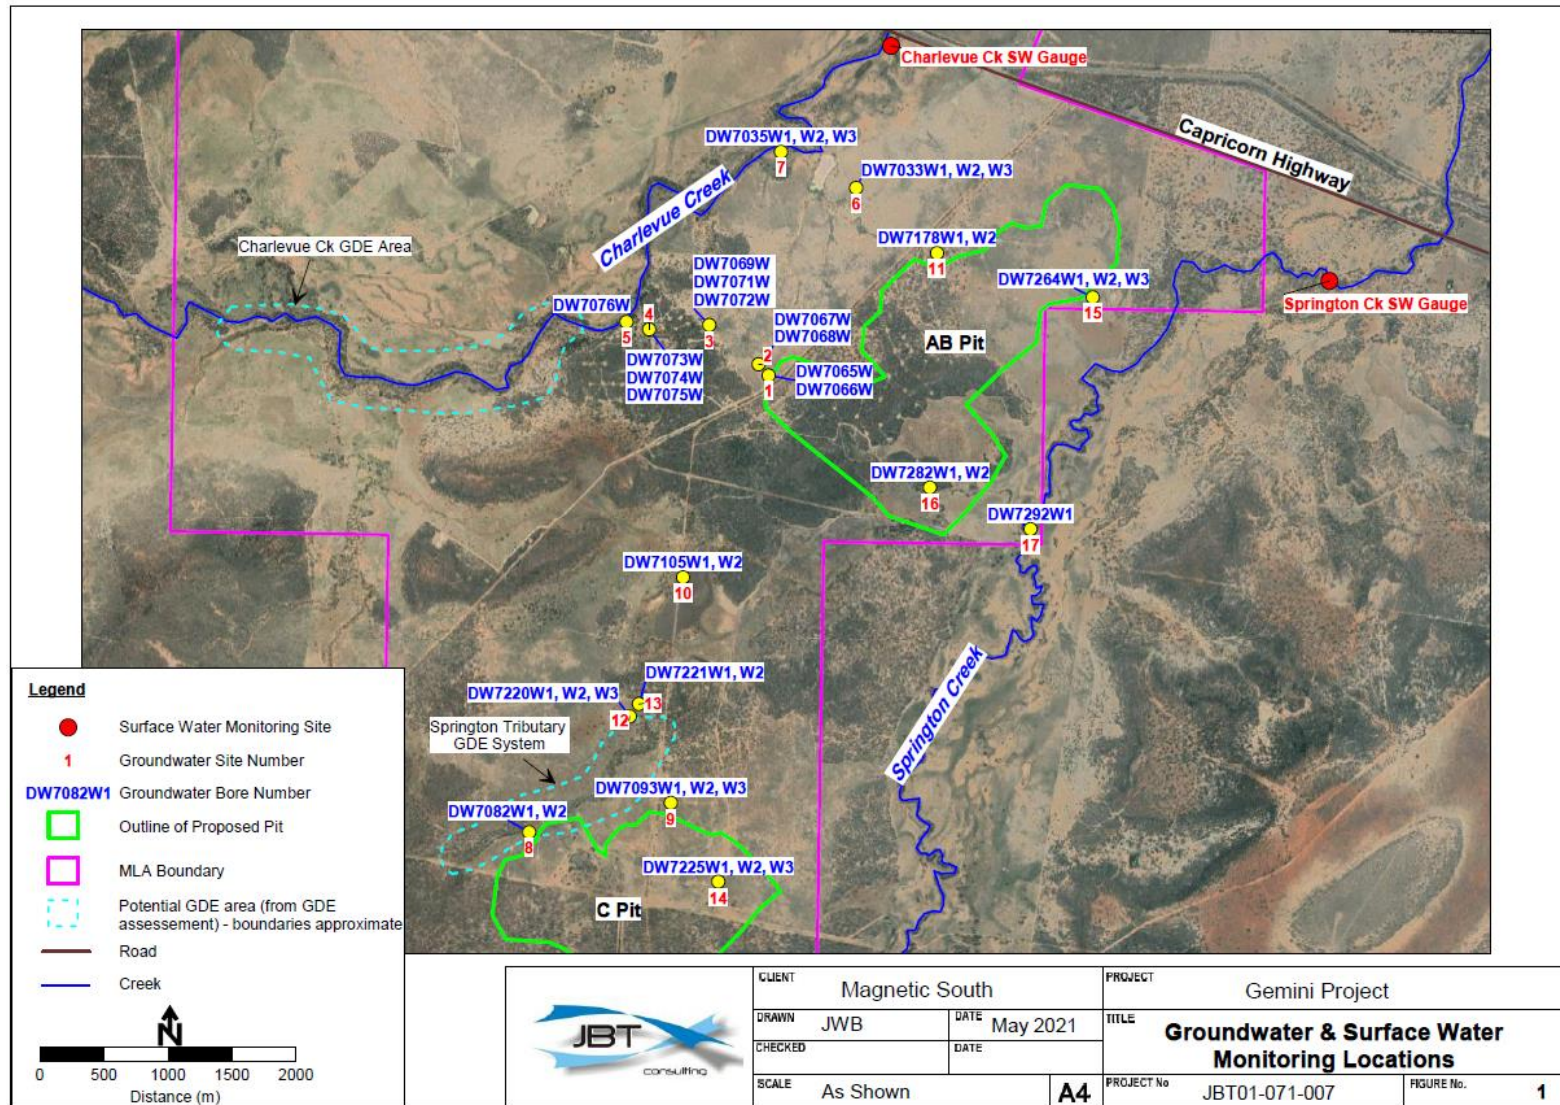 Charlevue Ck SW Gauge
Capricorn Highway
DW7035W1, W2, W3
7
DW7033W1, W2, W3
6
Charlevue Creek
Charlevue Ck GDE Area
DW7178W1, W2
11
DW7069W
DW7071W
DW7072W
3
DW7264W1, W2, W3
15
Springton Ck SW Gauge
DW7076W
5
4
DW7073W
DW7074W
DW7075W
DW7067W
DW7068W
2
DW7065W
DW7066W
1
AB Pit
DW7282W1, W2
16
DW7292W1
17
DW7105W1, W2
10
Springton Creek
DW7221W1, W2
13
DW7220W1, W2, W3
12
Springton Tributary
GDE System
DW7093W1, W2, W3
9
DW7082W1, W2
8
DW7225W1, W2, W3
14
C Pit
Legend
Surface Water Monitoring Site
1 Groundwater Site Number
DW7082W1 Groundwater Bore Number
Outline of Proposed Pit
MLA Boundary
Potential GDE area (from GDE
assessement) - boundaries approximate
Road
Creek
N
0 500 1000 1500 2000
Distance (m)
JBT
consulting
CLIENT Magnetic South
PROJECT Gemini Project
DRAWN JWB DATE May 2021
TITLE Groundwater & Surface Water
Monitoring Locations
CHECKED DATE
SCALE As Shown A4
PROJECT No JBT01-071-007 FIGURE No. 1